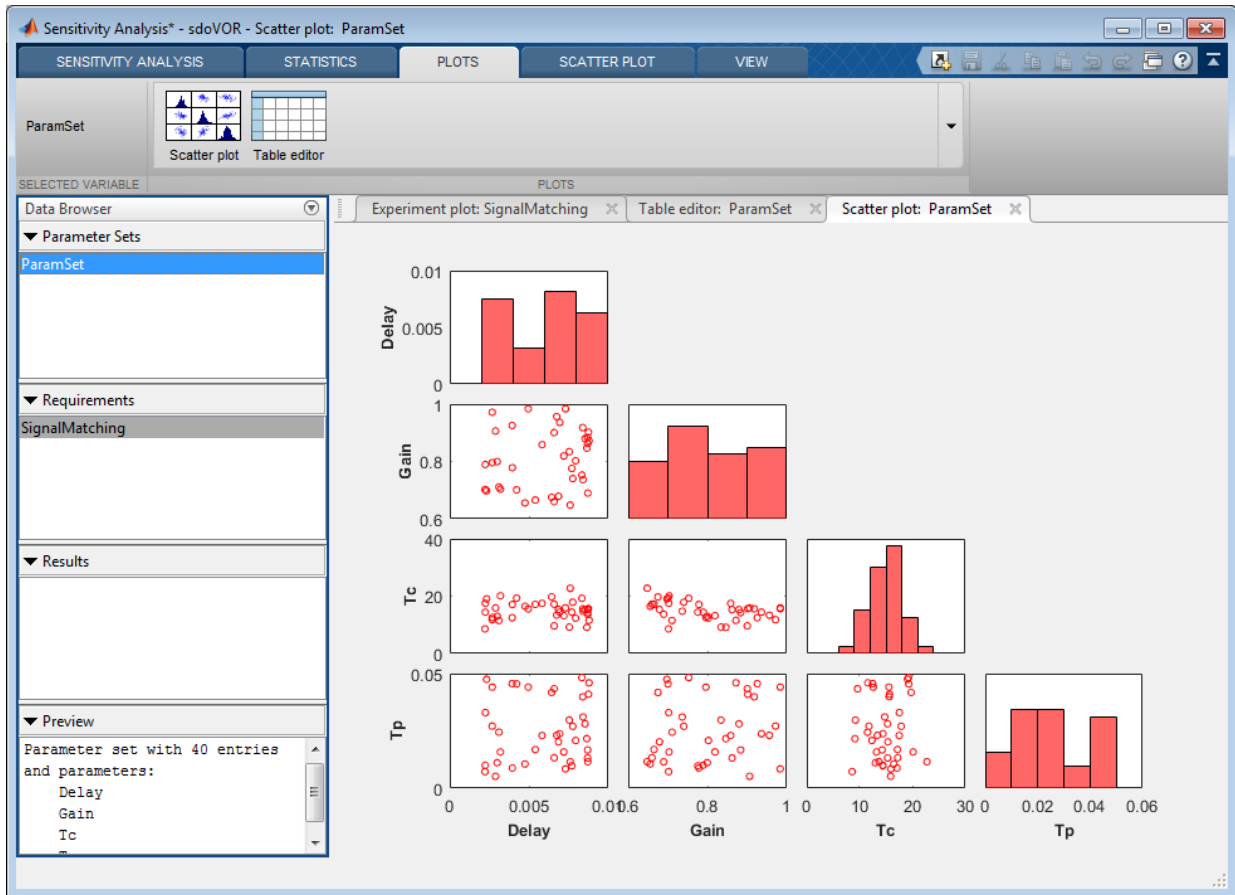 Sensitivity Analysis* - sdoVOR - Scatter plot: ParamSet
SENSITIVITY ANALYSIS STATISTICS PLOTS SCATTER PLOT VIEW
ParamSet
Scatter plot Table editor
SELECTED VARIABLE PLOTS
Data Browser
Experiment plot: SignalMatching Table editor: ParamSet Scatter plot: ParamSet
Parameter Sets
ParamSet
Requirements
SignalMatching
Results
Preview
Parameter set with 40 entries
and parameters:
Delay
Gain
Tc
0.01
0.005
0
Delay
1
0.8
0.6
Gain
40
20
0
Tc
0.05
0
Tp
0 0.005 0.01 0.6 0.8 1 0 10 20 30 0 0.02 0.04 0.06
Delay Gain Tc Tp